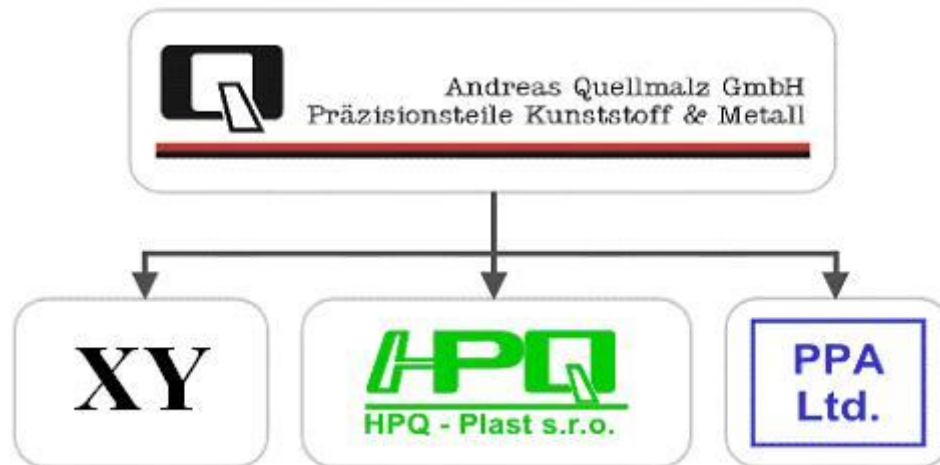 Q
Andreas Quellmalz GmbH
Präzisionsteile Kunststoff & Metall
XY
HPQ
HPQ - Plast s.r.o.
PPA
Ltd.